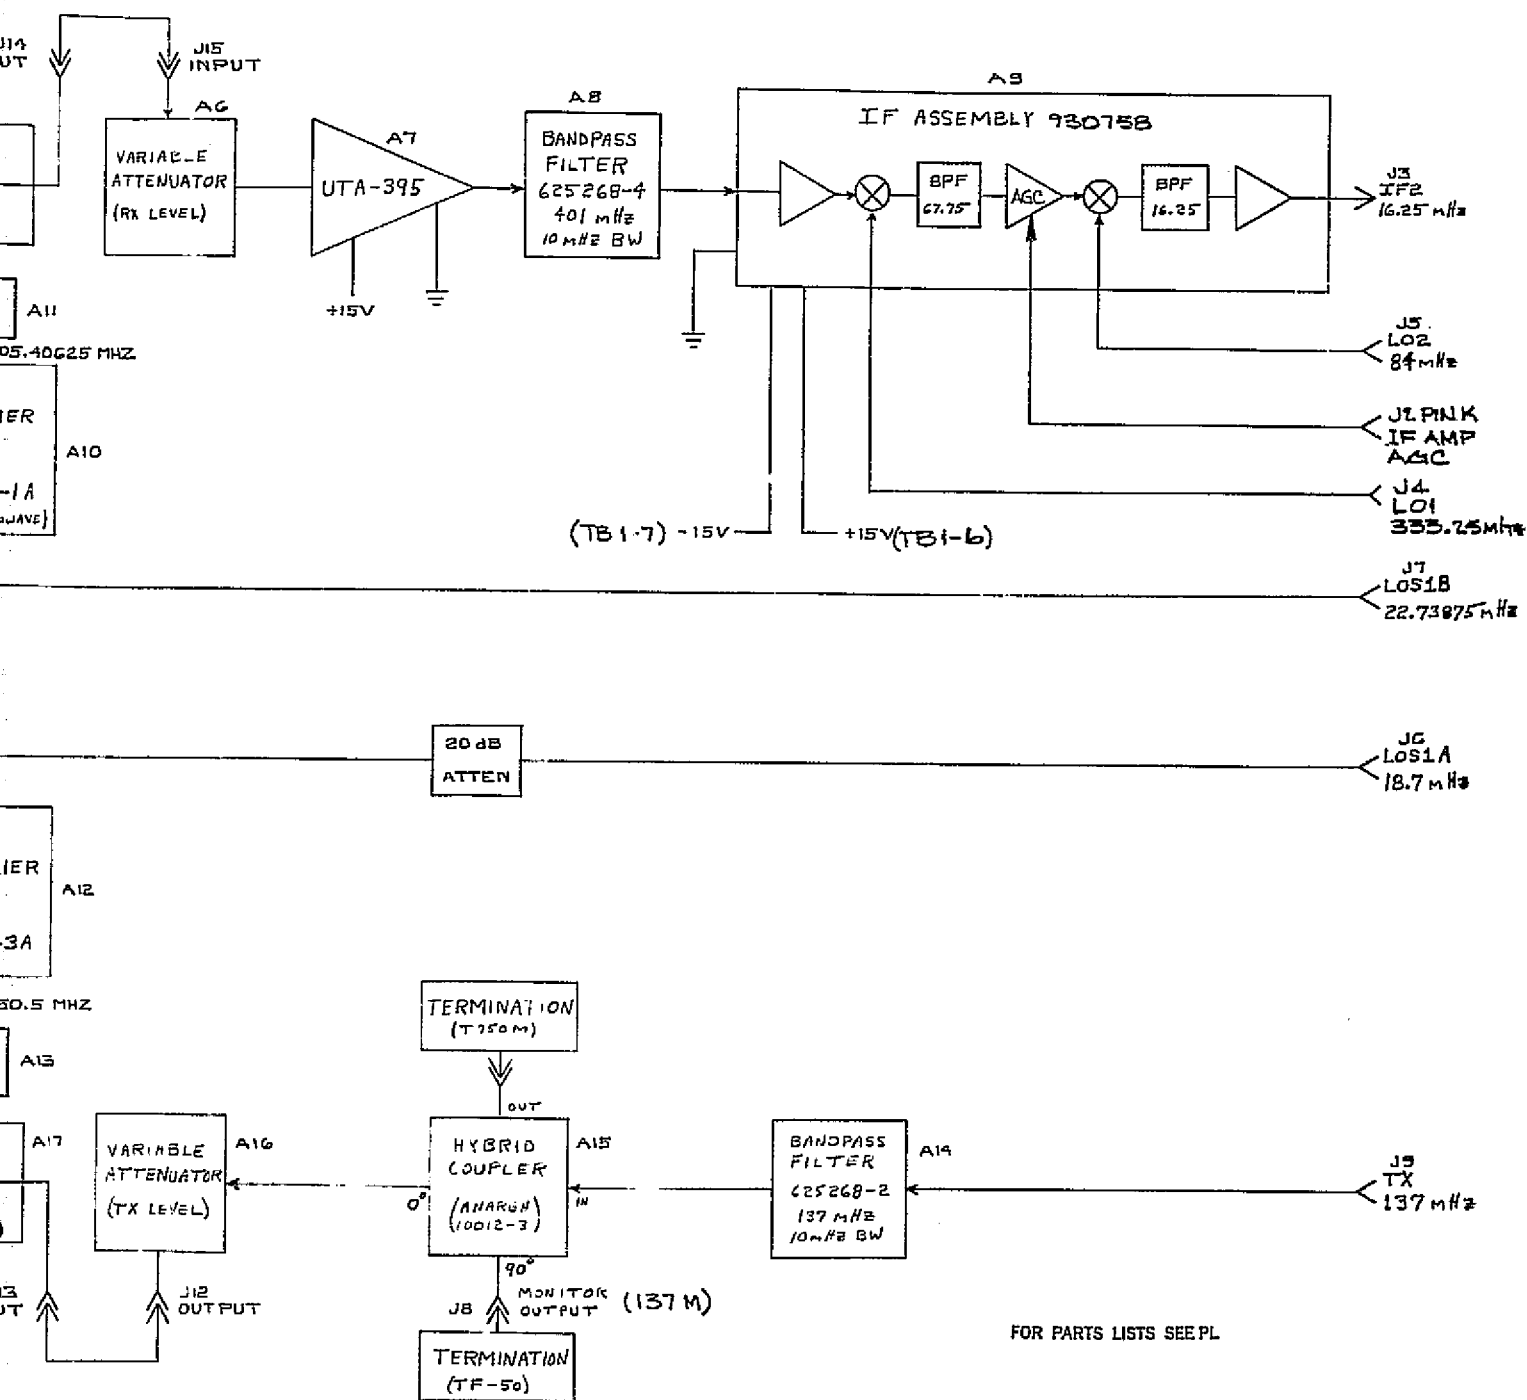 J14
UT
J15
INPUT
A6
VARIABLE
ATTENUATOR
(RX LEVEL)
A7
UTA-395
+15V
A8
BANDPASS
FILTER
625268-4
401 mHz
10 mHz BW
A9
IF ASSEMBLY 930758
BPF
67.75
AGC
BPF
16.25
J3
IF2
16.25 mHz
J5
LO2
84 mHz
IF AMP
AGC
J4
LO1
333.25 MHz
(TB1-7) -15V
+15V (TB1-6)
A11
05.40625 MHZ
IER
A10
-1A
OWAVE)
J7
LOS1B
22.73875 mHz
20 dB
ATTEN
J6
LOS1A
18.7 mHz
IER
A12
-3A
50.5 MHZ
A13
TERMINATION
(T750M)
OUT
A17
VARIABLE
ATTENUATOR
(TX LEVEL)
A16
0°
HYBRID
COUPLER
(10012-3)
A15
IN
90°
BANDPASS
FILTER
625268-2
137 mHz
10 mHz BW
A14
J9
TX
137 mHz
13
UT
J12
OUTPUT
J8
MONITOR
OUTPUT (137 M)
TERMINATION
(TF-50)
FOR PARTS LISTS SEE PL